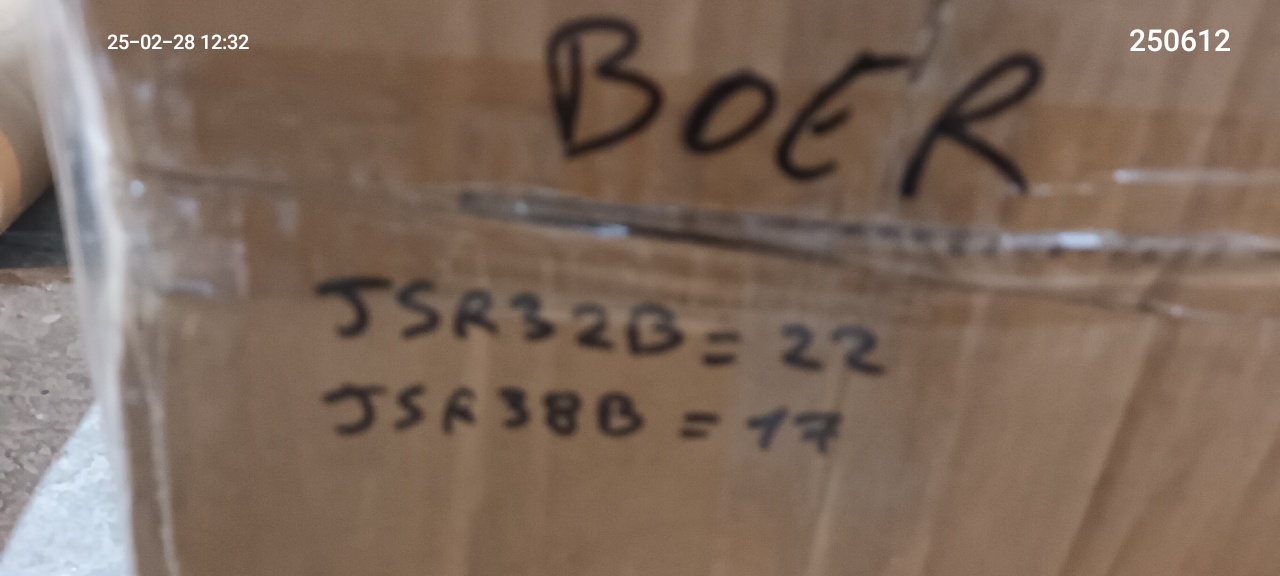 25-02-28 12:32
250612
BOER
JSR32B = 22
JSR38B = 17